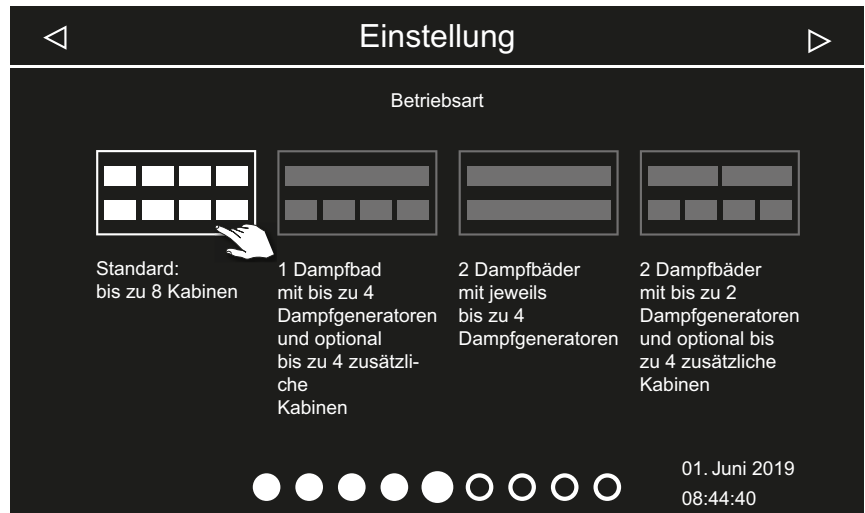 Einstellung
Betriebsart
Standard:
bis zu 8 Kabinen
1 Dampfbad
mit bis zu 4
Dampfgeneratoren
und optional
bis zu 4 zusätzli-
che
Kabinen
2 Dampfbäder
mit jeweils
bis zu 4
Dampfgeneratoren
2 Dampfbäder
mit bis zu 2
Dampfgeneratoren
und optional bis
zu 4 zusätzliche
Kabinen
01. Juni 2019
08:44:40